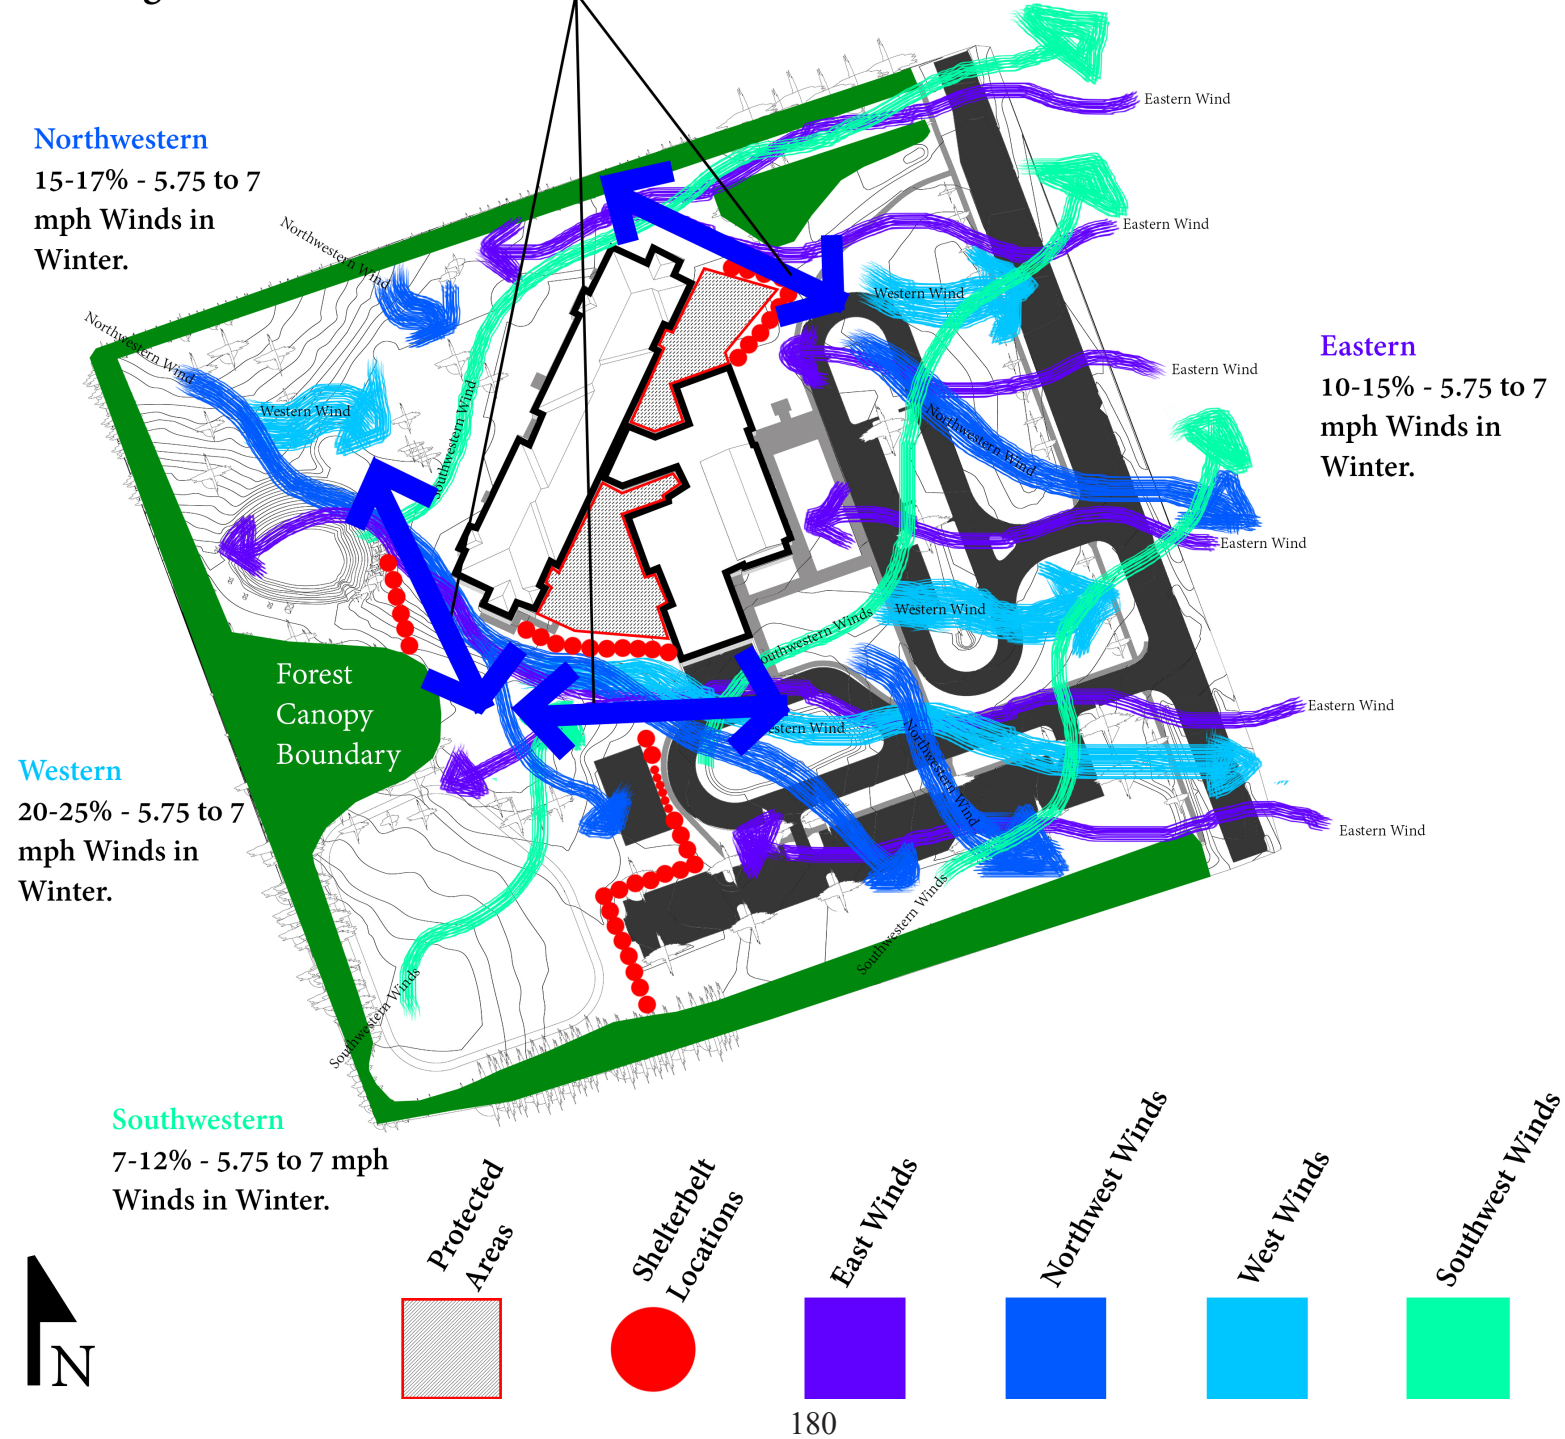 Northwestern
15-17% - 5.75 to 7
mph Winds in
Winter.
Eastern Wind
Eastern Wind
Northwestern Wind
Northwestern Wind
Western Wind
Western Wind
Southwestern Wind
Eastern Wind
Northwestern Wind
Eastern
10-15% - 5.75 to 7
mph Winds in
Winter.
Eastern Wind
Western Wind
Southwestern Winds
Forest
Canopy
Boundary
Eastern Wind
estern Wind
Northwestern Wind
Western
20-25% - 5.75 to 7
mph Winds in
Winter.
Eastern Wind
Southwestern Winds
Southwestern Winds
Southwestern
7-12% - 5.75 to 7 mph
Winds in Winter.
Protected
Areas
Shelterbelt
Locations
East Winds
Northwest Winds
West Winds
Southwest Winds
N
180